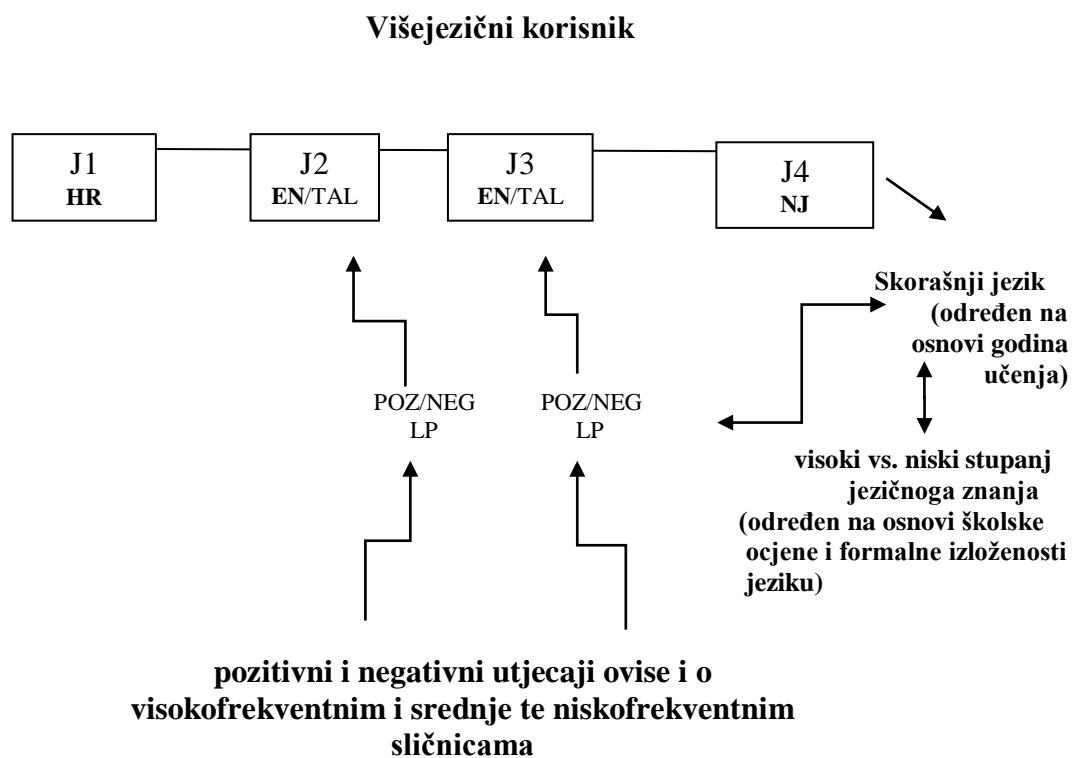 Višejezični korisnik
J1
HR
J2
EN/TAL
J3
EN/TAL
J4
NJ
Skorašnji jezik
(određen na
osnovi godina
učenja)
POZ/NEG
LP
POZ/NEG
LP
visoki vs. niski stupanj
jezičnoga znanja
(određen na osnovi školske
ocjene i formalne izloženosti
jeziku)
pozitivni i negativni utjecaji ovise i o
visokofrekventnim i srednje te niskofrekventnim
sličnicama